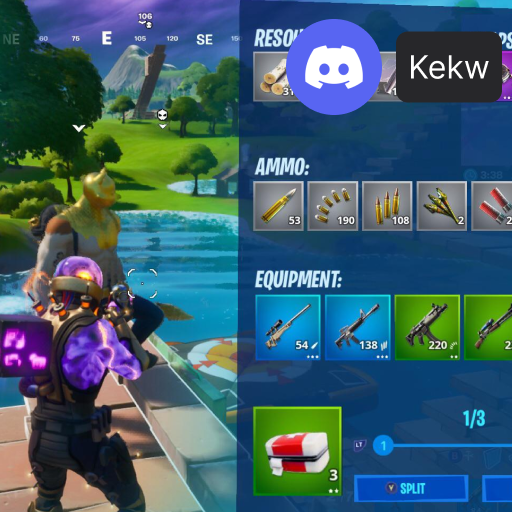 106
NE 60 75 E 105 120 SE
RESOU
Kekw
AMMO:
53 190 108 2
EQUIPMENT:
54 138 220
3
1/3
LT 1
Y SPLIT